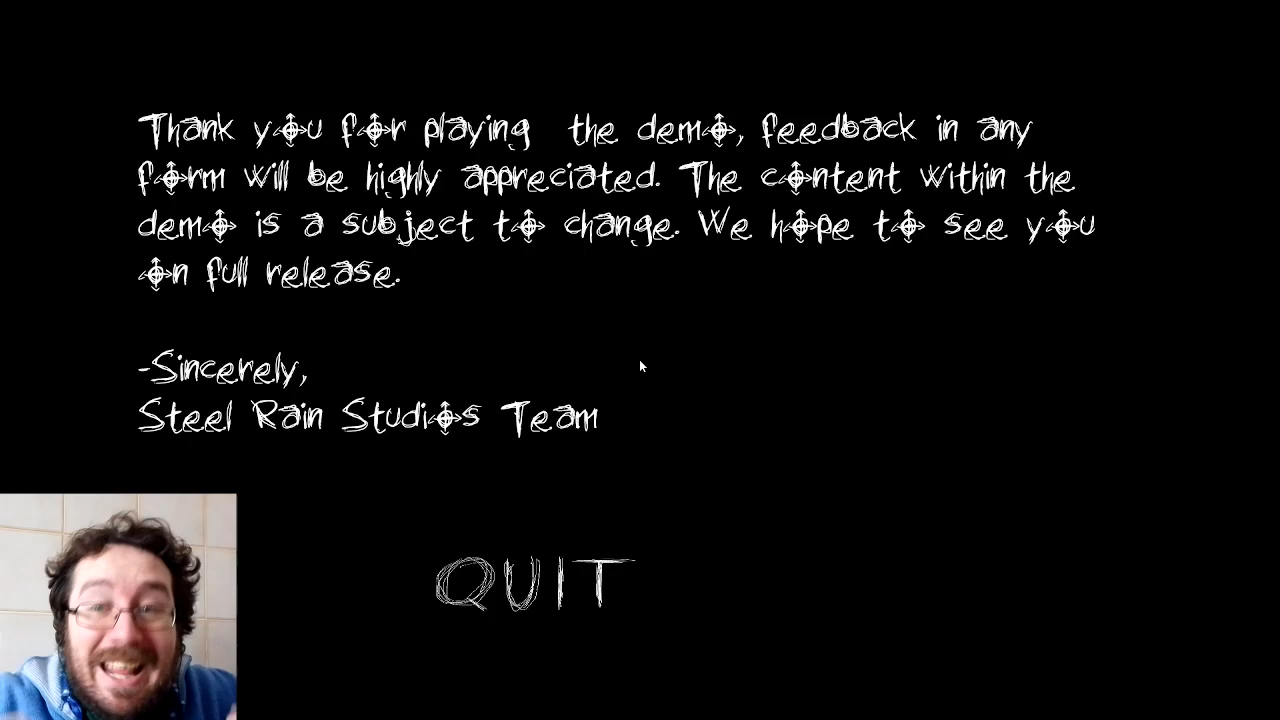 Thank you for playing the demo, feedback in any
form will be highly appreciated. The content within the
demo is a subject to change. We hope to see you
on full release.
-Sincerely,
Steel Rain Studios Team
QUIT